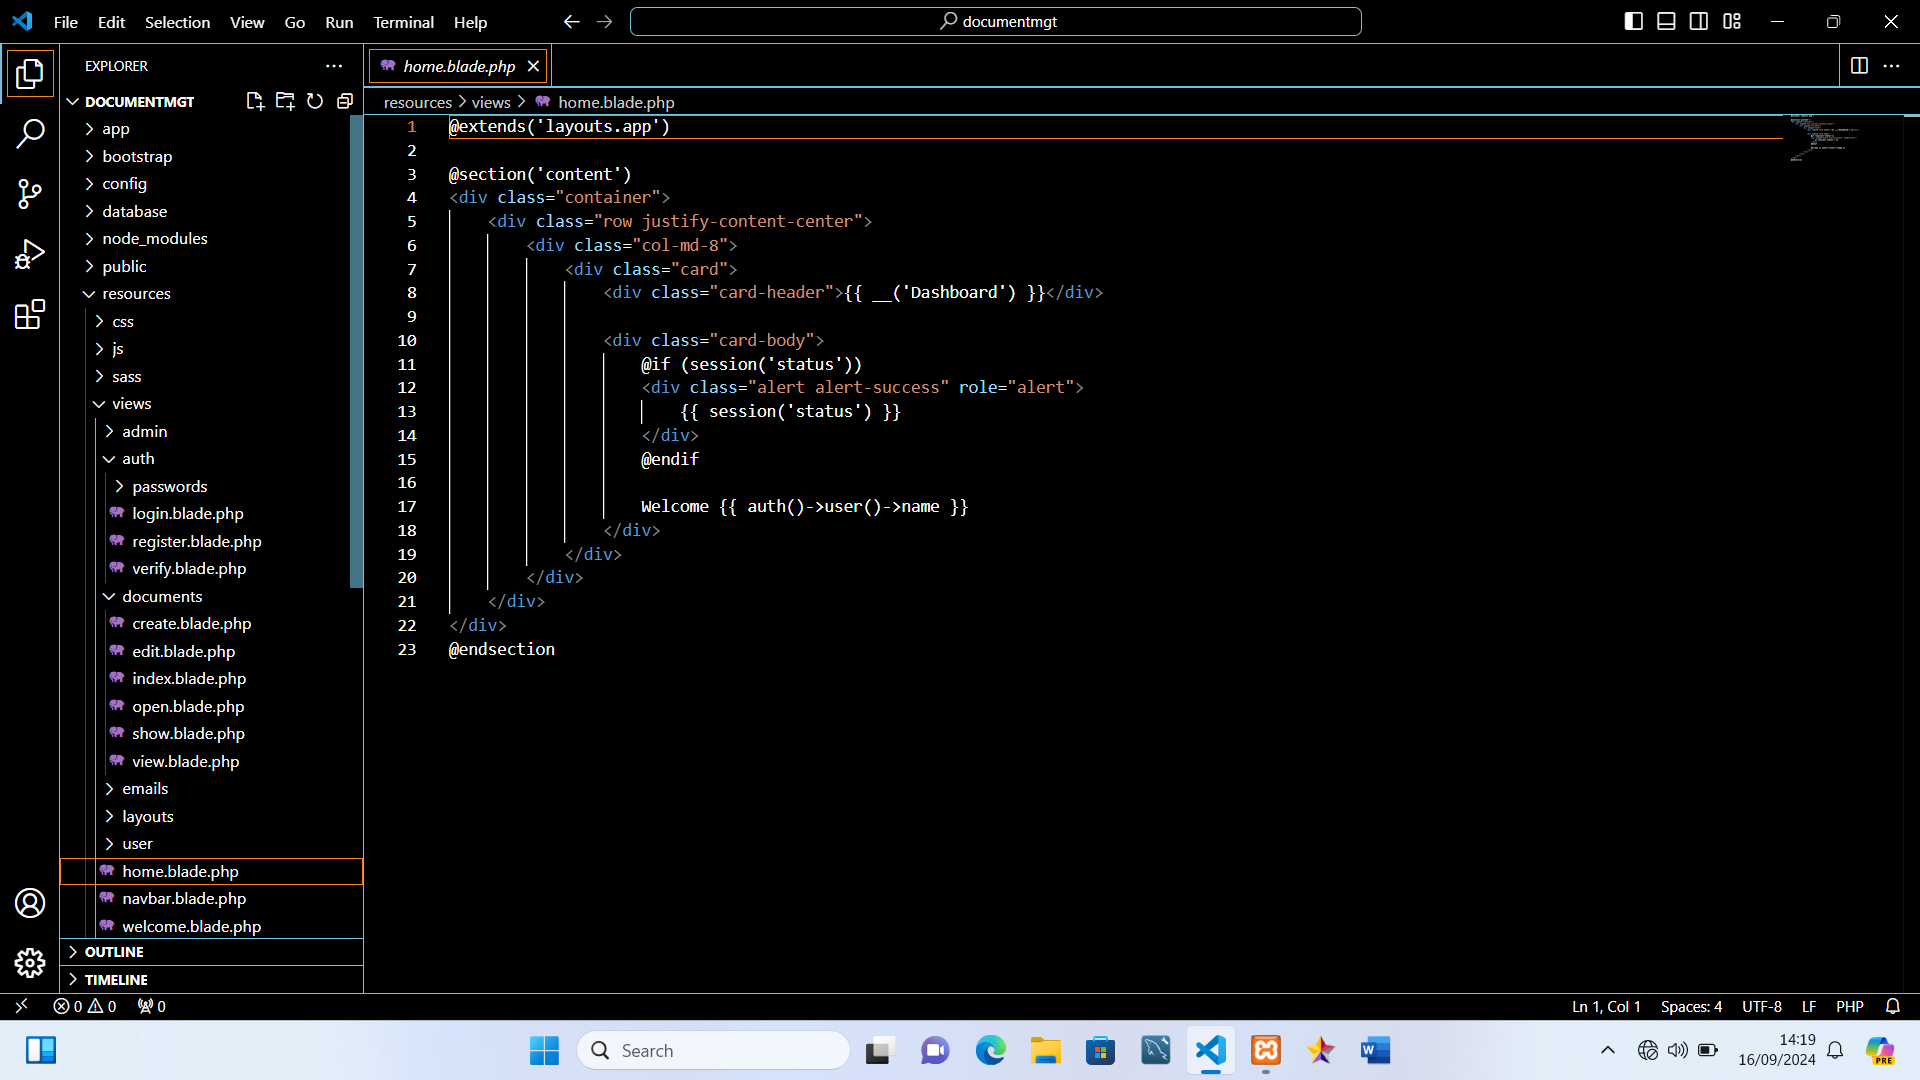 File Edit Selection View Go Run Terminal Help
documentmgt
EXPLORER
DOCUMENTMGT
app
bootstrap
config
database
node_modules
public
resources
css
js
sass
views
admin
auth
passwords
login.blade.php
register.blade.php
verify.blade.php
documents
create.blade.php
edit.blade.php
index.blade.php
open.blade.php
show.blade.php
view.blade.php
emails
layouts
user
home.blade.php
navbar.blade.php
welcome.blade.php
OUTLINE
TIMELINE
home.blade.php
resources > views > home.blade.php
1 @extends('layouts.app')
2
3 @section('content')
4 <div class="container">
5 <div class="row justify-content-center">
6 <div class="col-md-8">
7 <div class="card">
8 <div class="card-header">{{ __('Dashboard') }}</div>
9
10 <div class="card-body">
11 @if (session('status'))
12 <div class="alert alert-success" role="alert">
13 {{ session('status') }}
14 </div>
15 @endif
16
17 Welcome {{ auth()->user()->name }}
18 </div>
19 </div>
20 </div>
21 </div>
22 </div>
23 @endsection
0 0 0
Ln 1, Col 1 Spaces: 4 UTF-8 LF PHP
Search
14:19
16/09/2024
PRE